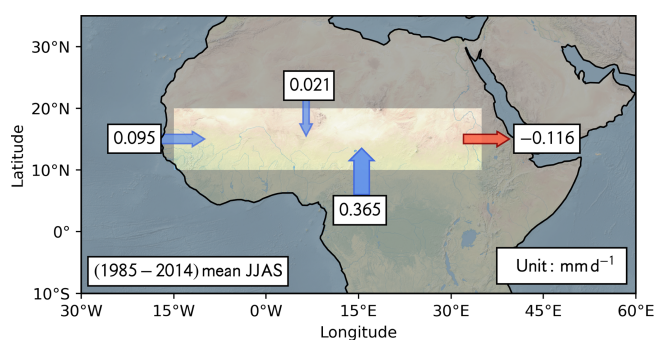 30°N
20°N
10°N
0°
10°S
Latitude
0.021
0.095
−0.116
0.365
(1985 − 2014) mean JJAS
Unit: mm d⁻¹
30°W
15°W
0°W
15°E
30°E
45°E
60°E
Longitude